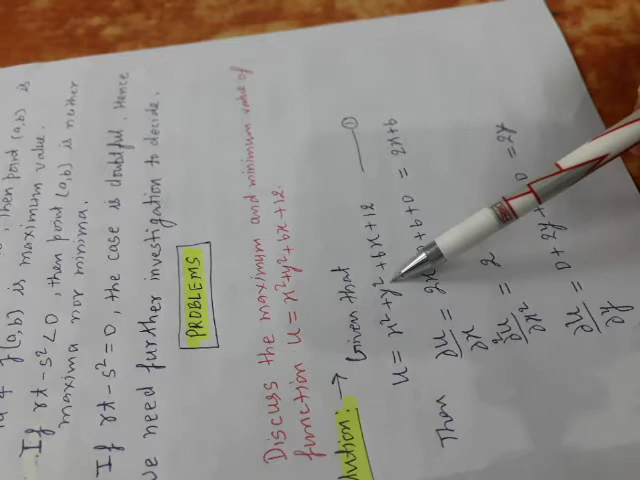 , then point (a,b) is
f(a,b) is maximum value.
If rt - s² < 0, then point (a,b) is neither
maxima nor minima.
If rt - s² = 0, the case is doubtful. Hence
we need further investigation to decide.
PROBLEMS
Discuss the maximum and minimum value of
function u = x² + y² + 6x + 12.
lution: → Given that
u = x² + y² + 6x + 12 — ①
Then ∂u/∂x = 2x + 0 + 6 + 0 = 2x + 6
∂²u/∂x² = 2
∂u/∂y = 0 + 2y + 0 = 2y